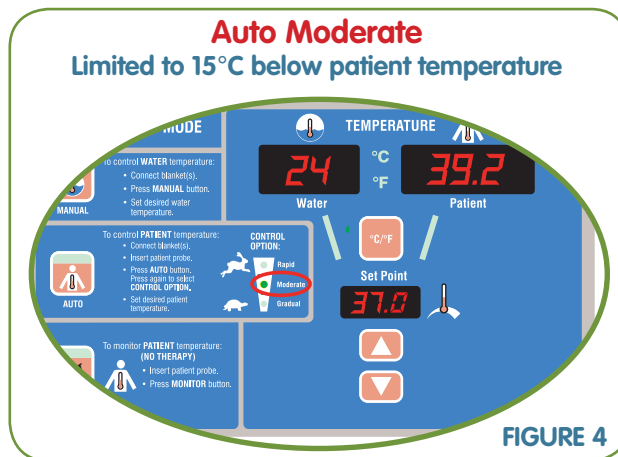 Auto Moderate
Limited to 15°C below patient temperature
MODE
TEMPERATURE
To control WATER temperature:
• Connect blanket(s).
• Press MANUAL button.
• Set desired water
temperature.
MANUAL
24
°C
°F
39.2
Water
Patient
To control PATIENT temperature:
• Connect blanket(s).
• Insert patient probe.
• Press AUTO button.
Press again to select
CONTROL OPTION.
• Set desired patient
temperature.
AUTO
CONTROL
OPTION:
Rapid
Moderate
Gradual
°C/°F
Set Point
37.0
To monitor PATIENT temperature:
(NO THERAPY)
• Insert patient probe.
• Press MONITOR button.
FIGURE 4